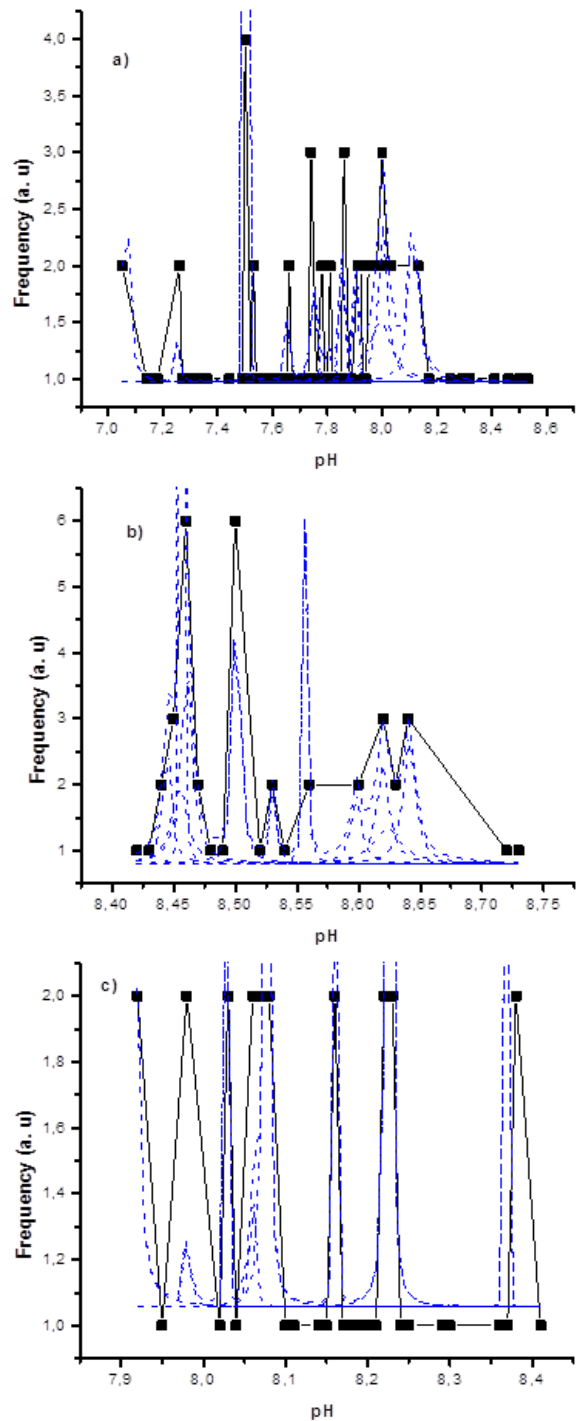 a)
Frequency (a. u)
4,0
3,5
3,0
2,5
2,0
1,5
1,0
7,0 7,2 7,4 7,6 7,8 8,0 8,2 8,4 8,6
pH
b)
Frequency (a. u)
6
5
4
3
2
1
8,40 8,45 8,50 8,55 8,60 8,65 8,70 8,75
pH
c)
Frequency (a. u)
2,0
1,8
1,6
1,4
1,2
1,0
7,9 8,0 8,1 8,2 8,3 8,4
pH